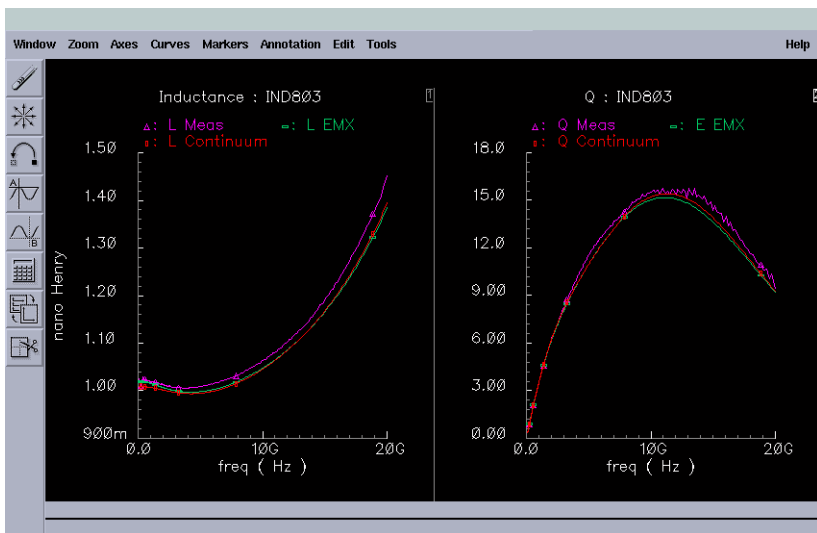 Window Zoom Axes Curves Markers Annotation Edit Tools Help
A
B
Inductance : IND803
1
△: L Meas ▫: L EMX
▯: L Continuum
1.50
1.40
1.30
1.20
1.10
1.00
900m
nano Henry
0.0 10G 20G
freq ( Hz )
Q : IND803
△: Q Meas ▫: E EMX
▯: Q Continuum
18.0
15.0
12.0
9.00
6.00
3.00
0.00
0.0 10G 20G
freq ( Hz )